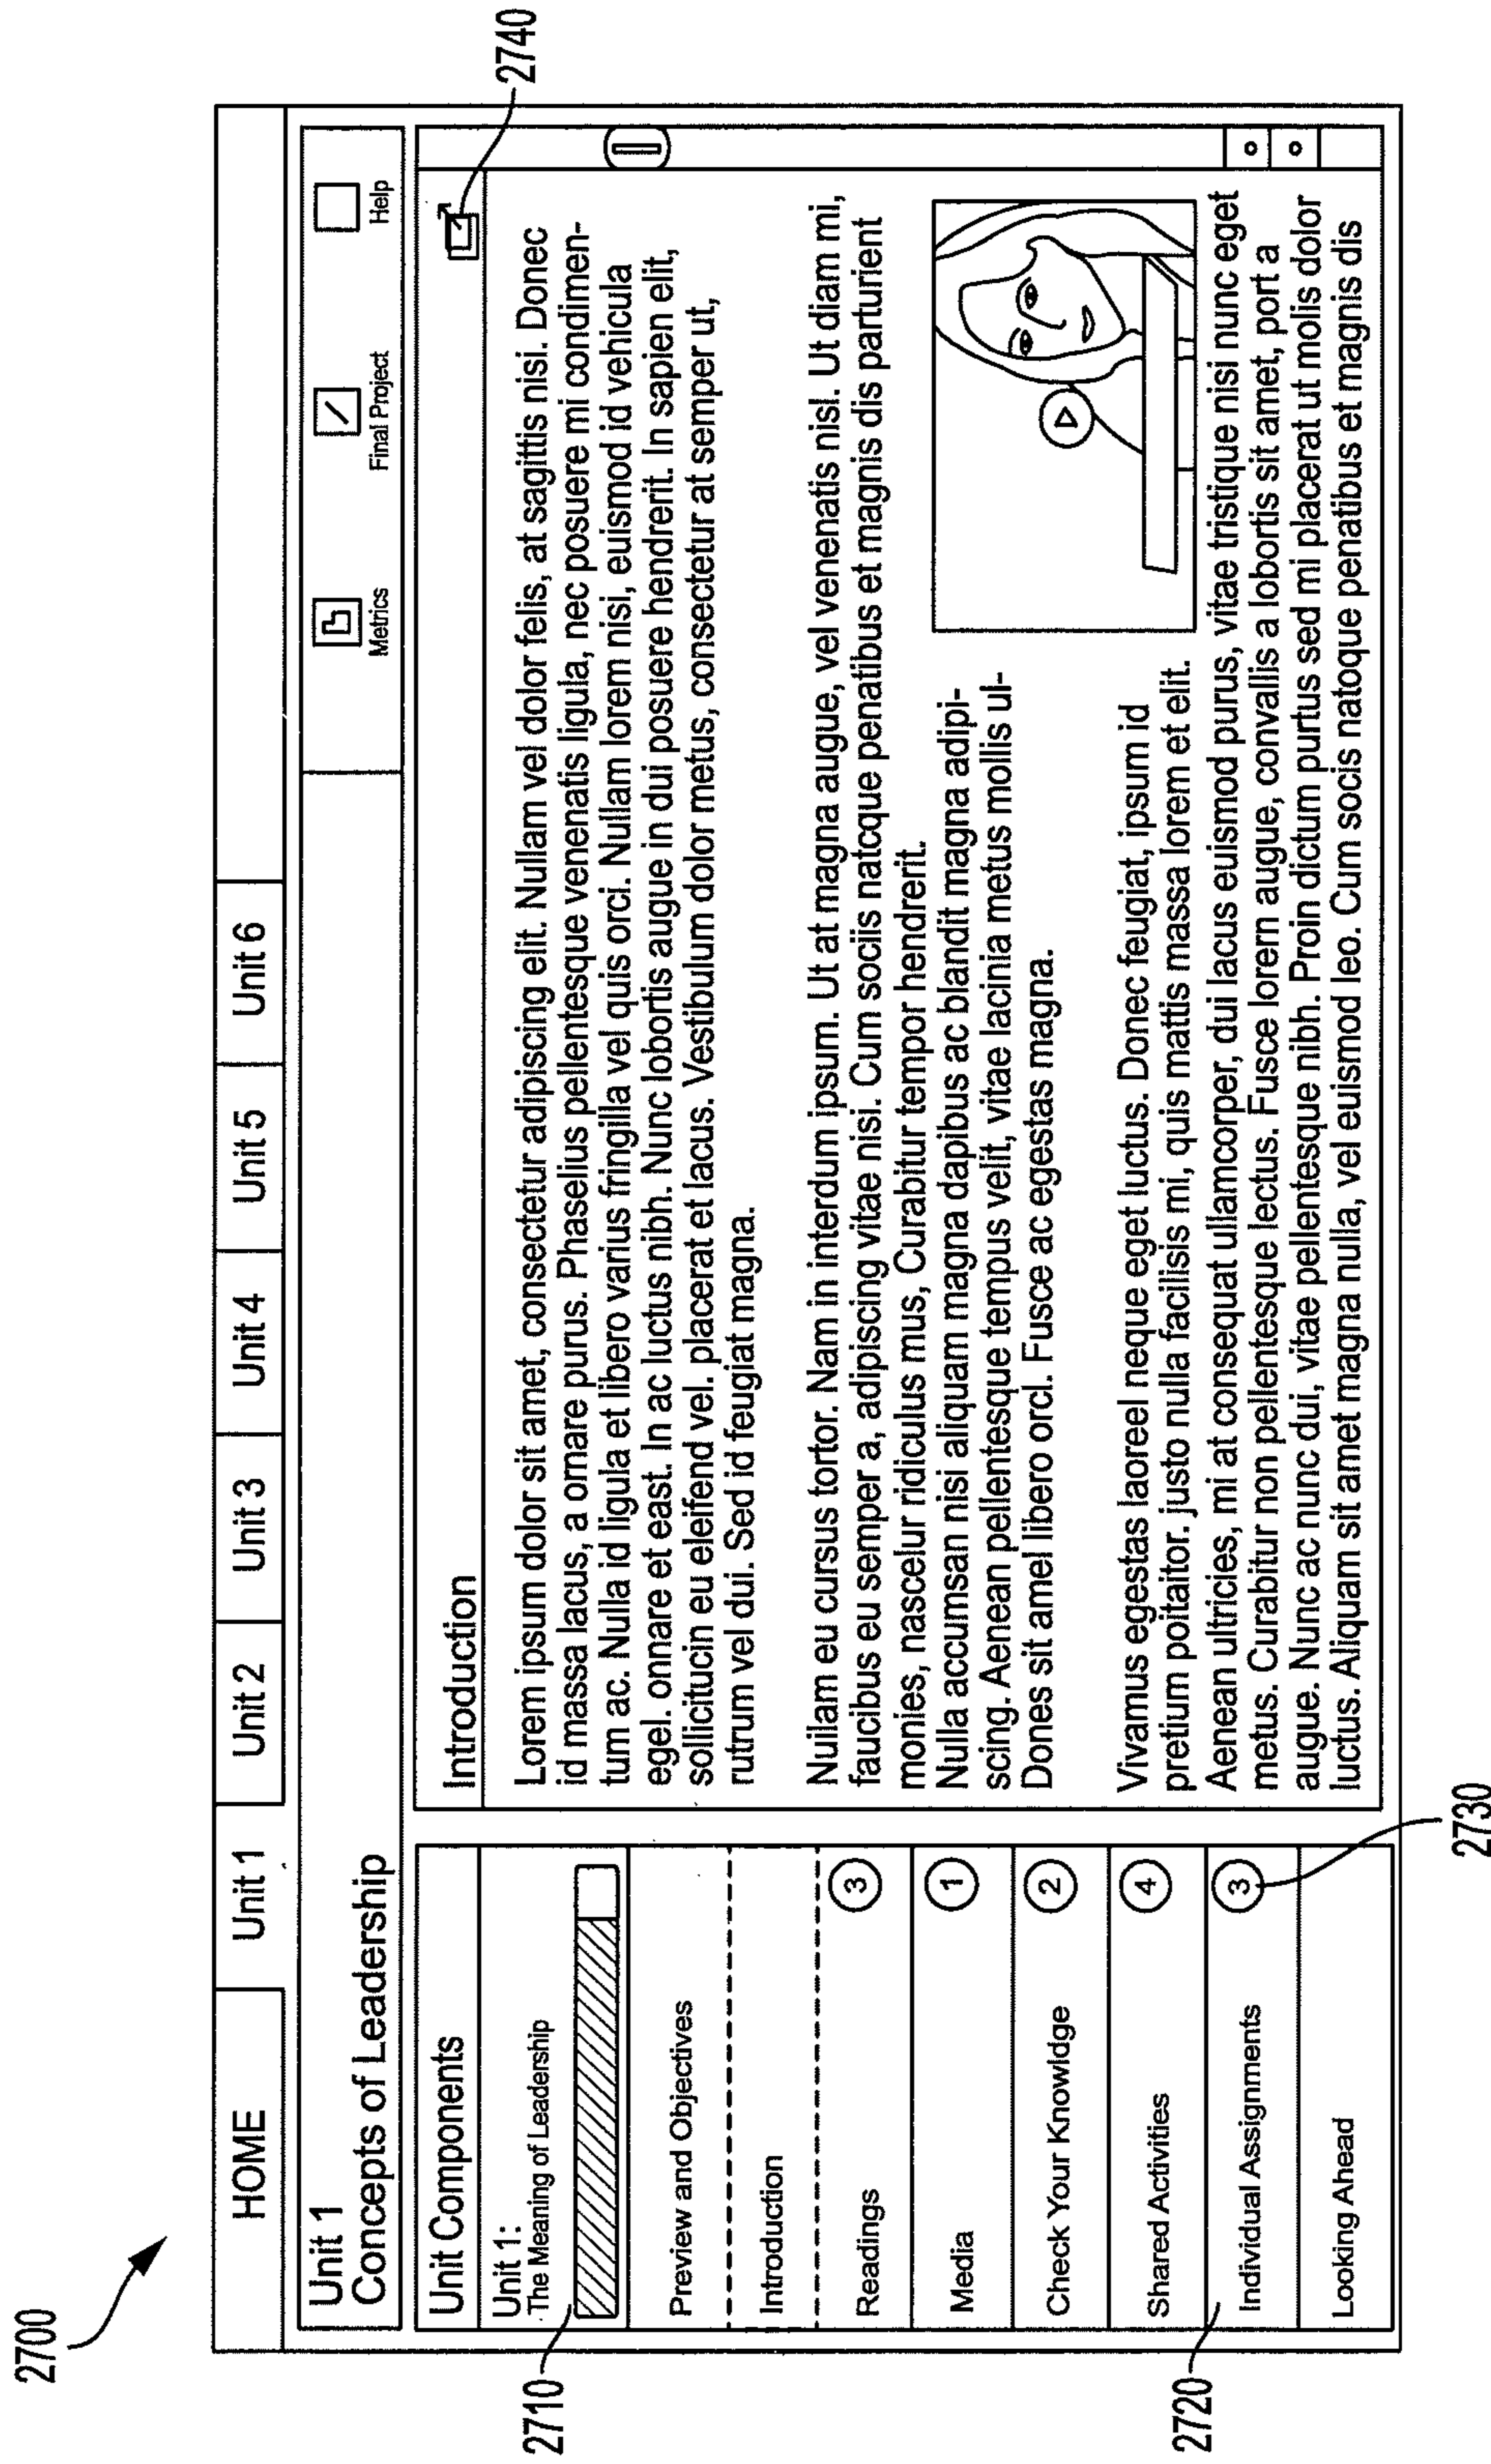 2700
HOME
Unit 1
Unit 2
Unit 3
Unit 4
Unit 5
Unit 6
Unit 1
Concepts of Leadership
Metrics
Final Project
Help
Unit Components
Unit 1:
The Meaning of Leadership
2710
Preview and Objectives
Introduction
Readings 3
Media 1
Check Your Knowldge 2
Shared Activities 4
2720
Individual Assignments 3
2730
Looking Ahead
Introduction
2740
Lorem ipsum dolor sit amet, consectetur adipiscing elit. Nullam vel dolor felis, at sagittis nisi. Donec
id massa lacus, a ornare purus. Phaselius pellentesque venenatis ligula, nec posuere mi condimen-
tum ac. Nulla id ligula et libero varius fringilla vel quis orci. Nullam lorem nisi, euismod id vehicula
egel. onnare et east. In ac luctus nibh. Nunc lobortis augue in dui posuere hendrerit. In sapien elit,
sollicitucin eu eleifend vel. placerat et lacus. Vestibulum dolor metus, consectetur at semper ut,
rutrum vel dui. Sed id feugiat magna.
Nuilam eu cursus tortor. Nam in interdum ipsum. Ut at magna augue, vel venenatis nisl. Ut diam mi,
faucibus eu semper a, adipiscing vitae nisi. Cum sociis natcque penatibus et magnis dis parturient
monies, nascelur ridiculus mus, Curabitur tempor hendrerit.
Nulla accumsan nisi aliquam magna dapibus ac blandit magna adipi-
scing. Aenean pellentesque tempus velit, vitae lacinia metus mollis ul-
Dones sit amel libero orcl. Fusce ac egestas magna.
Vivamus egestas laoreel neque eget luctus. Donec feugiat, ipsum id
pretium poitaitor. justo nulla facilisis mi, quis mattis massa lorem et elit.
Aenean ultricies, mi at consequat ullamcorper, dui lacus euismod purus, vitae tristique nisi nunc eget
metus. Curabitur non pellentesque lectus. Fusce lorem augue, convallis a lobortis sit amet, port a
augue. Nunc ac nunc dui, vitae pellentesque nibh. Proin dictum purtus sed mi placerat ut molis dolor
luctus. Aliquam sit amet magna nulla, vel euismod leo. Cum socis natoque penatibus et magnis dis